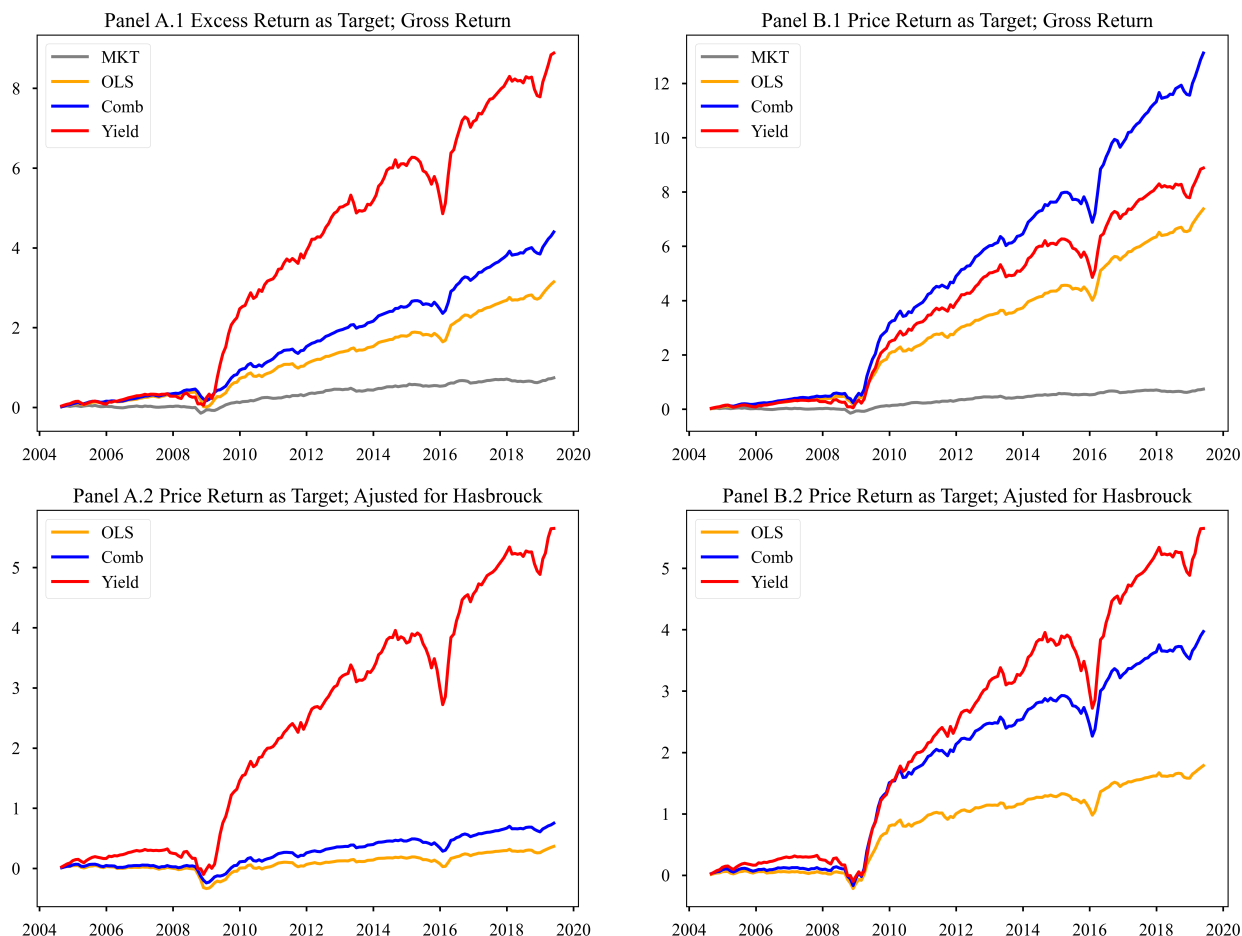 Panel A.1 Excess Return as Target; Gross Return
MKT
OLS
Comb
Yield
8
6
4
2
0
2004 2006 2008 2010 2012 2014 2016 2018 2020
Panel B.1 Price Return as Target; Gross Return
MKT
OLS
Comb
Yield
12
10
8
6
4
2
0
2004 2006 2008 2010 2012 2014 2016 2018 2020
Panel A.2 Price Return as Target; Ajusted for Hasbrouck
OLS
Comb
Yield
5
4
3
2
1
0
2004 2006 2008 2010 2012 2014 2016 2018 2020
Panel B.2 Price Return as Target; Ajusted for Hasbrouck
OLS
Comb
Yield
5
4
3
2
1
0
2004 2006 2008 2010 2012 2014 2016 2018 2020